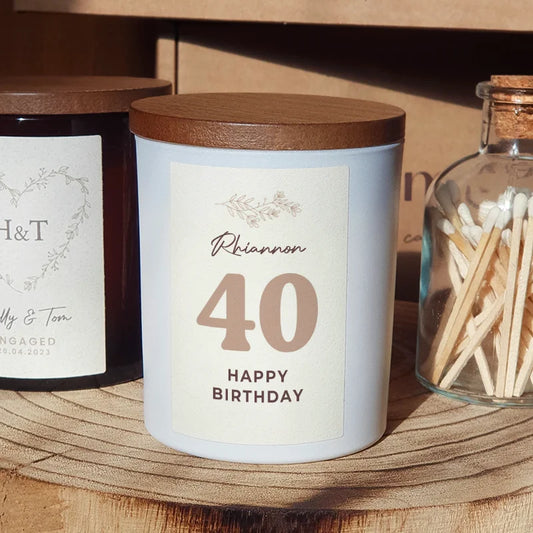 H&T
& Tom
ENGAGED
Rhiannon
40
HAPPY
BIRTHDAY